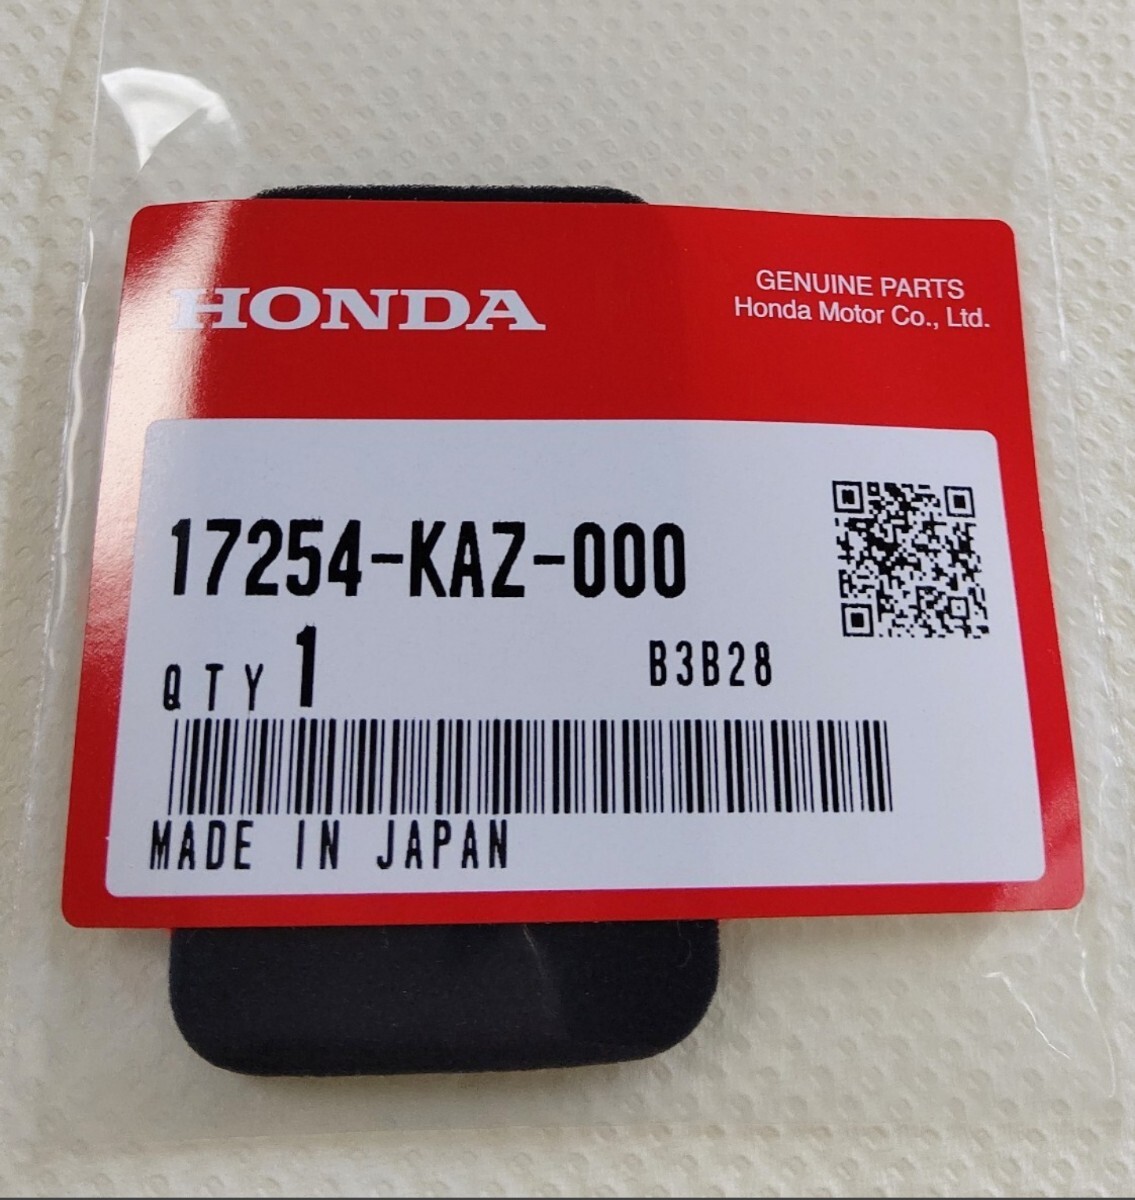 HONDA
GENUINE PARTS
Honda Motor Co., Ltd.
17254-KAZ-000
QTY 1
B3B28
MADE IN JAPAN